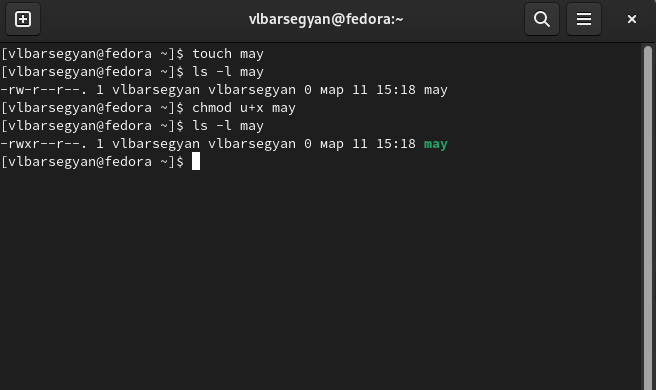 vlbarsegyan@fedora:~
[vlbarsegyan@fedora ~]$ touch may
[vlbarsegyan@fedora ~]$ ls -l may
-rw-r--r--. 1 vlbarsegyan vlbarsegyan 0 мар 11 15:18 may
[vlbarsegyan@fedora ~]$ chmod u+x may
[vlbarsegyan@fedora ~]$ ls -l may
-rwxr--r--. 1 vlbarsegyan vlbarsegyan 0 мар 11 15:18 may
[vlbarsegyan@fedora ~]$